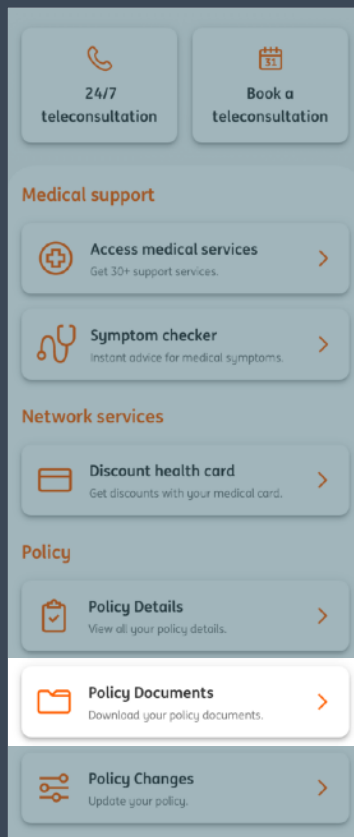 24/7
teleconsultation
Book a
teleconsultation
31
Medical support
Access medical services
Get 30+ support services.
Symptom checker
Instant advice for medical symptoms.
Network services
Discount health card
Get discounts with your medical card.
Policy
Policy Details
View all your policy details.
Policy Documents
Download your policy documents.
Policy Changes
Update your policy.